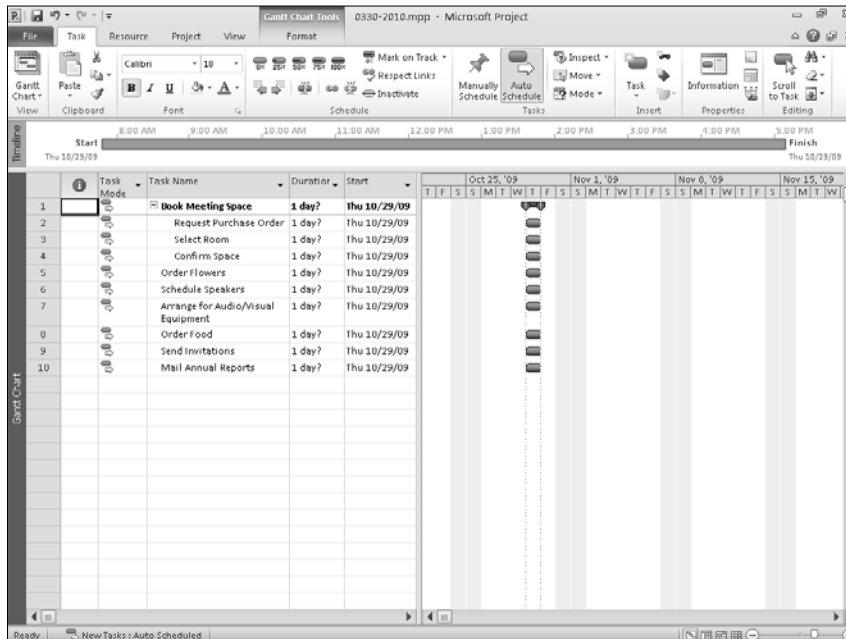 Gantt Chart Tools 0330-2010.mpp - Microsoft Project
File Task Resource Project View Format
Gantt Chart
Paste
Calibri 10
B I U A
0% 25% 50% 75% 100%
Mark on Track
Respect Links
Inactivate
Manually Schedule
Auto Schedule
Inspect
Move
Mode
Task
Information
Scroll to Task
View Clipboard Font Schedule Tasks Insert Properties Editing
Timeline
8:00 AM 9:00 AM 10:00 AM 11:00 AM 12:00 PM 1:00 PM 2:00 PM 3:00 PM 4:00 PM 5:00 PM
Start
Thu 10/29/09
Finish
Thu 10/29/09
Task Mode Task Name Duration Start
Oct 25, '09 Nov 1, '09 Nov 8, '09 Nov 15, '09
T F S S M T W T F S S M T W T F S S M T W T F S S M T W
1 Book Meeting Space 1 day? Thu 10/29/09
2 Request Purchase Order 1 day? Thu 10/29/09
3 Select Room 1 day? Thu 10/29/09
4 Confirm Space 1 day? Thu 10/29/09
5 Order Flowers 1 day? Thu 10/29/09
6 Schedule Speakers 1 day? Thu 10/29/09
7 Arrange for Audio/Visual Equipment 1 day? Thu 10/29/09
8 Order Food 1 day? Thu 10/29/09
9 Send Invitations 1 day? Thu 10/29/09
10 Mail Annual Reports 1 day? Thu 10/29/09
Gantt Chart
Ready New Tasks : Auto Scheduled